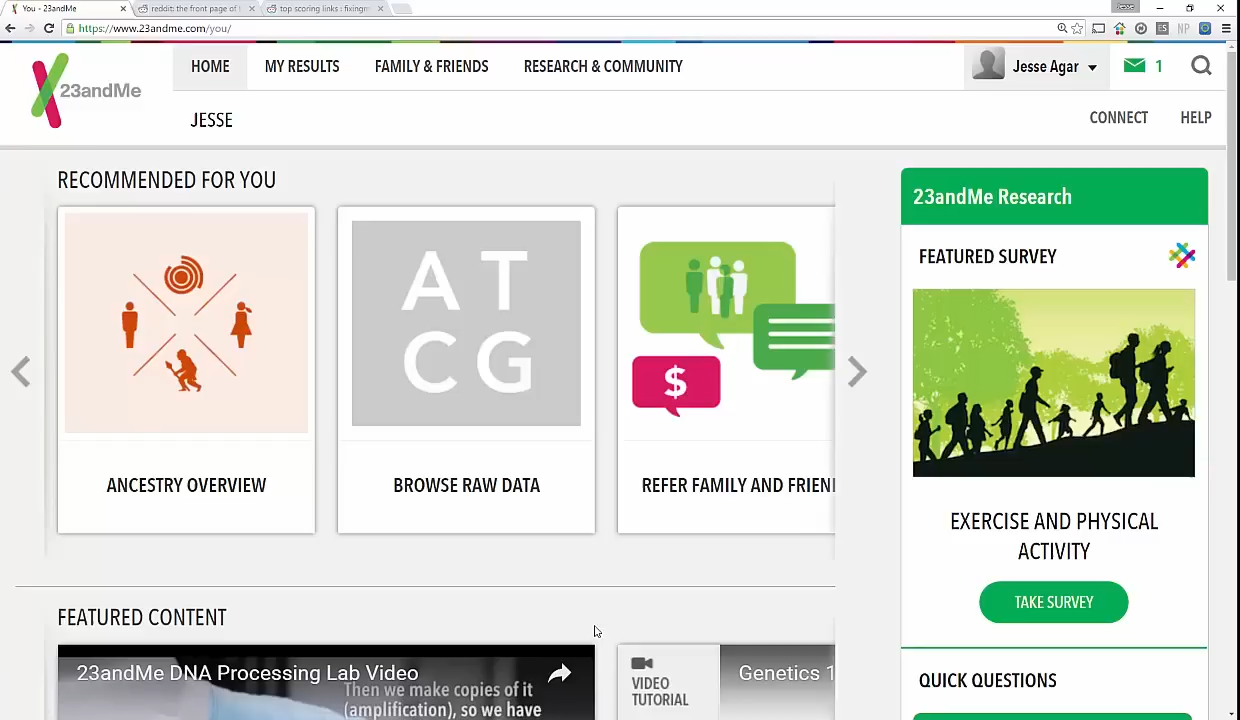 You - 23andMe
reddit: the front page of t
top scoring links : fixingm
Jesse
https://www.23andme.com/you/
23andMe
HOME
MY RESULTS
FAMILY & FRIENDS
RESEARCH & COMMUNITY
Jesse Agar
1
JESSE
CONNECT
HELP
RECOMMENDED FOR YOU
A T
C G
$
ANCESTRY OVERVIEW
BROWSE RAW DATA
REFER FAMILY AND FRIEN
23andMe Research
FEATURED SURVEY
EXERCISE AND PHYSICAL
ACTIVITY
TAKE SURVEY
FEATURED CONTENT
23andMe DNA Processing Lab Video
Then we make copies of it
(amplification), so we have
VIDEO
TUTORIAL
Genetics 1
QUICK QUESTIONS